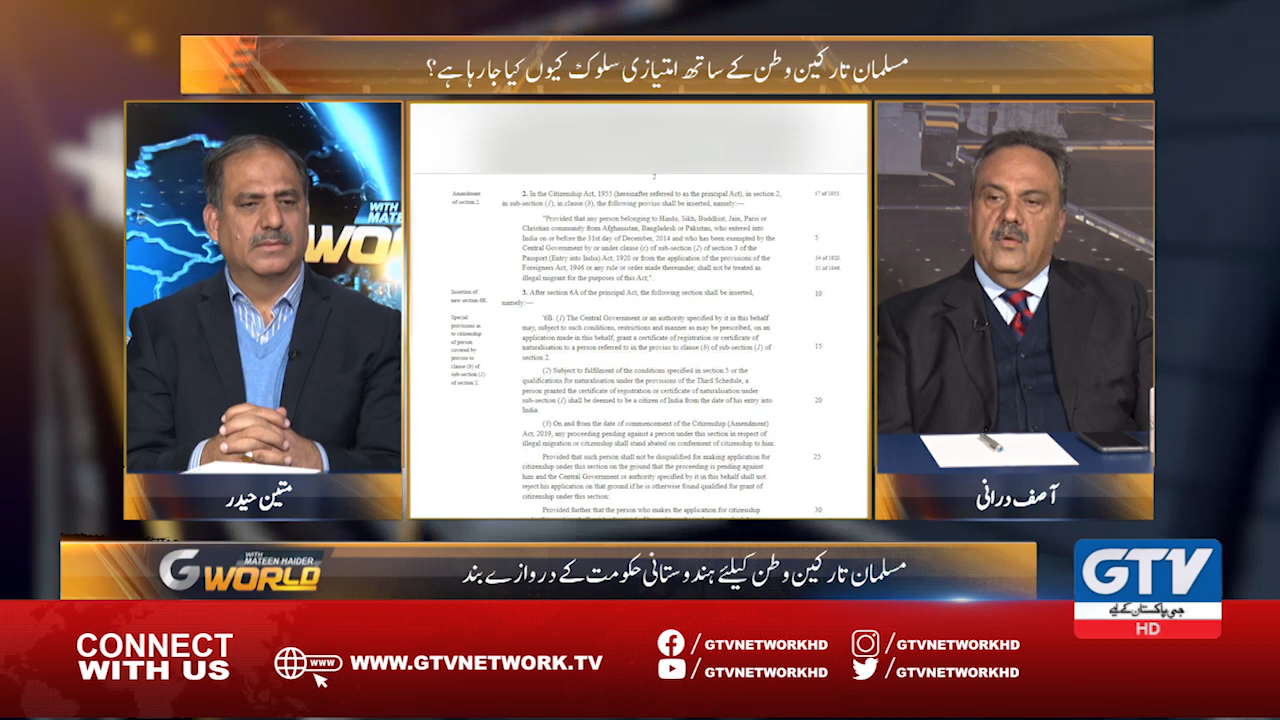 مسلمان تارکین وطن کے ساتھ امتیازی سلوک کیوں کیا جا رہا ہے؟
WITH
MATEEN
WO
2
Amendment
of section 2.
2. In the Citizenship Act, 1955 (hereinafter referred to as the principal Act), in section 2,
in sub-section (1), in clause (b), the following proviso shall be inserted, namely:—
57 of 1955.
"Provided that any person belonging to Hindu, Sikh, Buddhist, Jain, Parsi or
Christian community from Afghanistan, Bangladesh or Pakistan, who entered into
India on or before the 31st day of December, 2014 and who has been exempted by the
5
Central Government by or under clause (c) of sub-section (2) of section 3 of the
Passport (Entry into India) Act, 1920 or from the application of the provisions of the
34 of 1920.
Foreigners Act, 1946 or any rule or order made thereunder, shall not be treated as
31 of 1946.
illegal migrant for the purposes of this Act;".
Insertion of
new section 6B.
3. After section 6A of the principal Act, the following section shall be inserted,
namely:—
10
Special
provisions as
to citizenship
of person
covered by
proviso to
clause (b) of
sub-section (1)
of section 2.
'6B. (1) The Central Government or an authority specified by it in this behalf
may, subject to such conditions, restrictions and manner as may be prescribed, on an
application made in this behalf, grant a certificate of registration or certificate of
naturalisation to a person referred to in the proviso to clause (b) of sub-section (1) of
15
section 2.
(2) Subject to fulfilment of the conditions specified in section 5 or the
qualifications for naturalisation under the provisions of the Third Schedule, a
person granted the certificate of registration or certificate of naturalisation under
sub-section (1) shall be deemed to be a citizen of India from the date of his entry into
20
India.
(3) On and from the date of commencement of the Citizenship (Amendment)
Act, 2019, any proceeding pending against a person under this section in respect of
illegal migration or citizenship shall stand abated on conferment of citizenship to him:
Provided that such person shall not be disqualified for making application for
25
citizenship under this section on the ground that the proceeding is pending against
him and the Central Government or authority specified by it in this behalf shall not
reject his application on that ground if he is otherwise found qualified for grant of
citizenship under this section:
Provided further that the person who makes the application for citizenship
30
متین حیدر
آصف درانی
G WORLD
WITH
MATEEN HAIDER
مسلمان تارکین وطن کیلئے ہندوستانی حکومت کے دروازے بند
GTV
جی پاکستان کے لیے
HD
CONNECT
WITH US
www
WWW.GTVNETWORK.TV
/GTVNETWORKHD
/GTVNETWORKHD
/GTVNETWORKHD
/GTVNETWORKHD